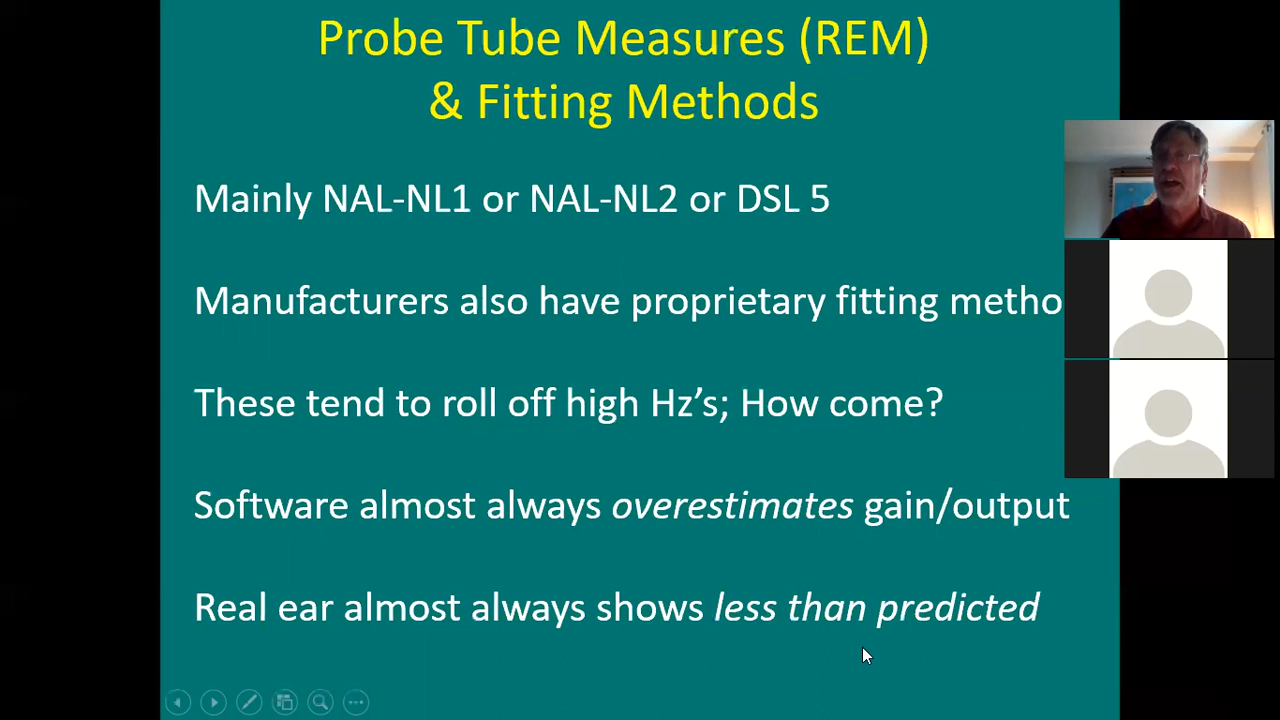 Probe Tube Measures (REM)
& Fitting Methods
Mainly NAL-NL1 or NAL-NL2 or DSL 5
Manufacturers also have proprietary fitting metho
These tend to roll off high Hz’s; How come?
Software almost always overestimates gain/output
Real ear almost always shows less than predicted